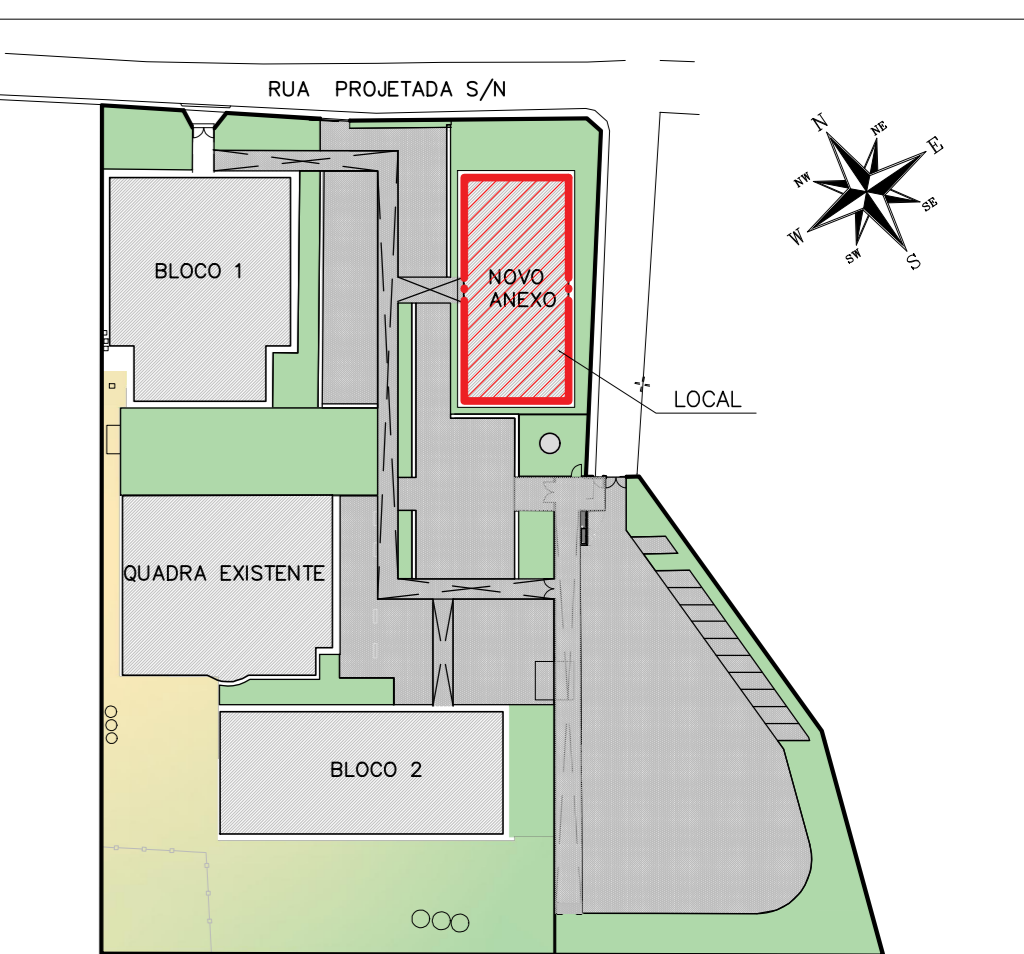 RUA PROJETADA S/N
N
NE
E
NW
SE
W
SW
S
BLOCO 1
NOVO
ANEXO
LOCAL
QUADRA EXISTENTE
BLOCO 2